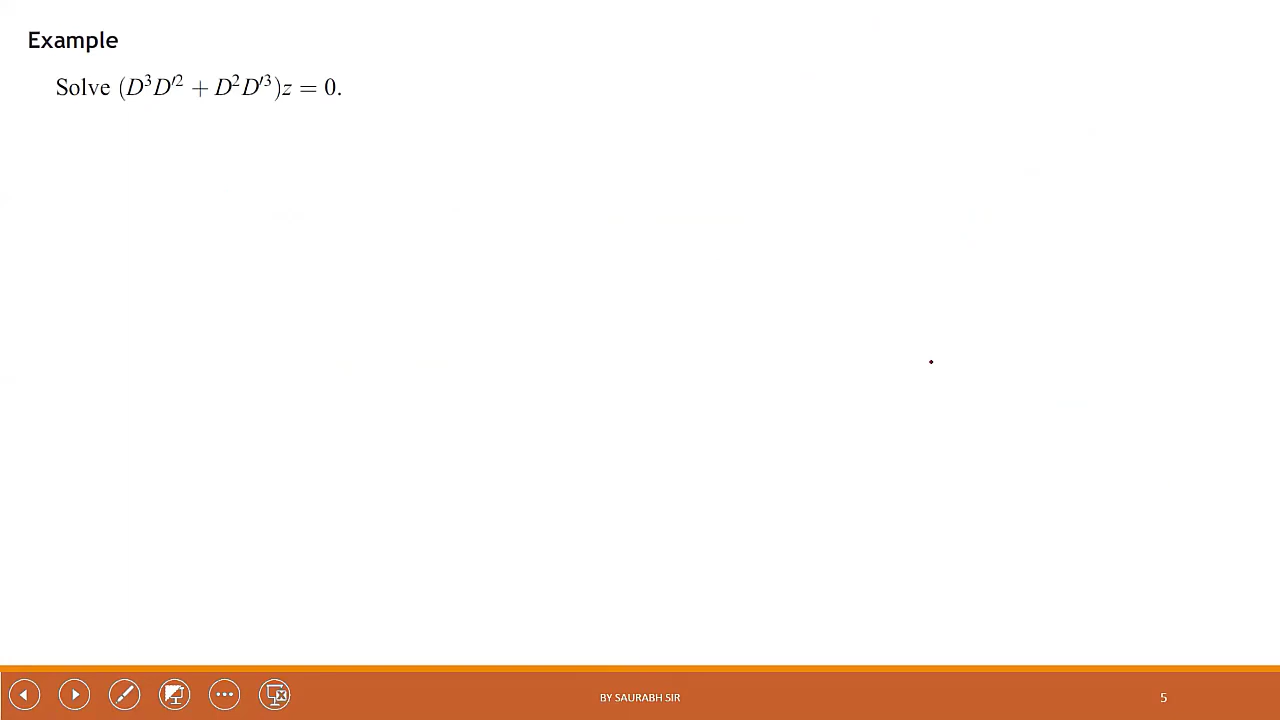 Example
Solve (D³D′² + D²D′³)z = 0.
BY SAURABH SIR
5